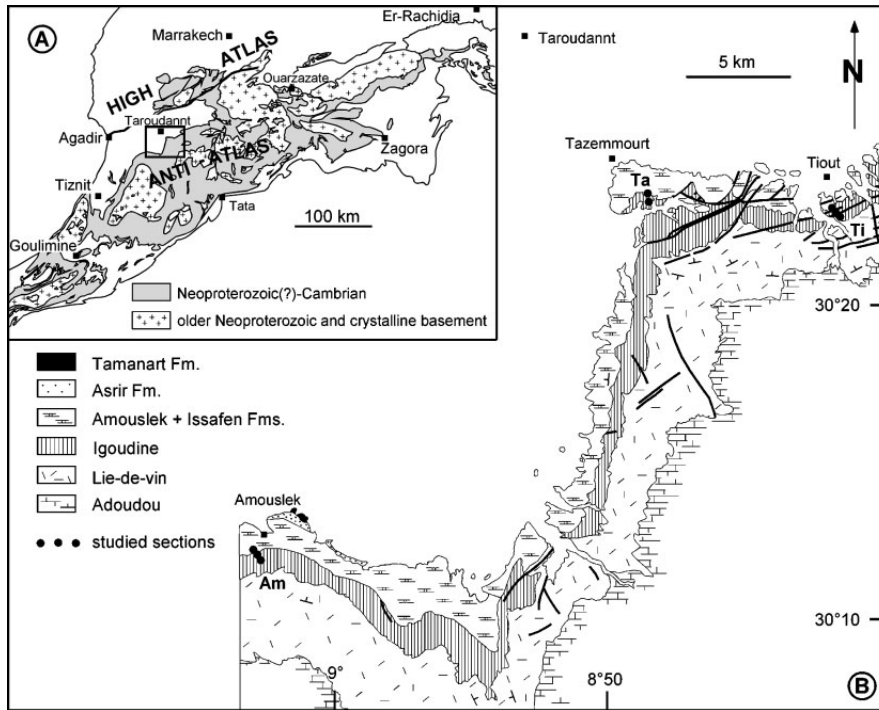 A
Er-Rachidia
Marrakech
HIGH ATLAS
Ouarzazate
Taroudannt
Agadir
ANTI-ATLAS
Zagora
Tiznit
Tata
100 km
Goulimine
Neoproterozoic(?)-Cambrian
older Neoproterozoic and crystalline basement
Taroudannt
5 km
N
Tazemmourt
Tiout
Ta
Ti
30°20
Tamanart Fm.
Asrir Fm.
Amouslek + Issafen Fms.
Igoudine
Lie-de-vin
Adoudou
studied sections
Amouslek
Am
30°10
9°
8°50
B